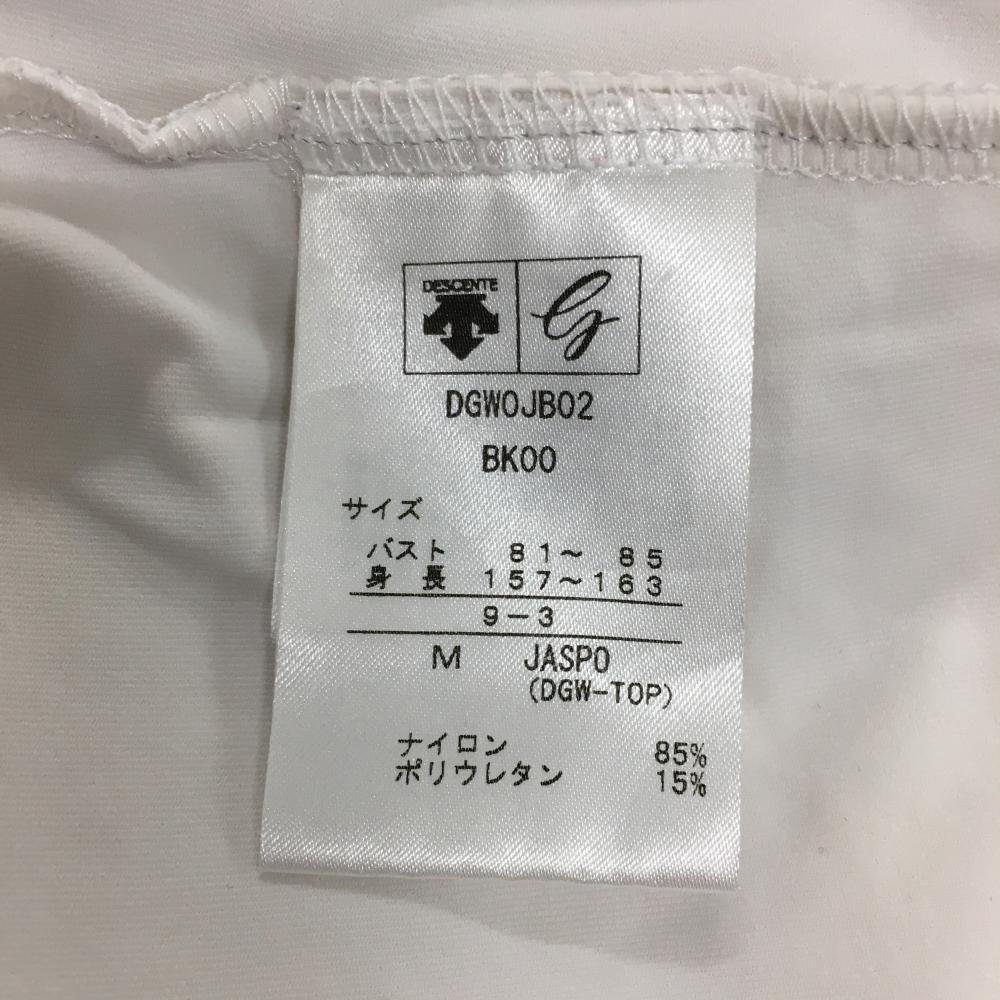 DESCENTE G
DGW0JB02
BK00
サイズ
バスト 81～ 85
身長 157～163
9－3
M JASPO
(DGW-TOP)
ナイロン 85%
ポリウレタン 15%